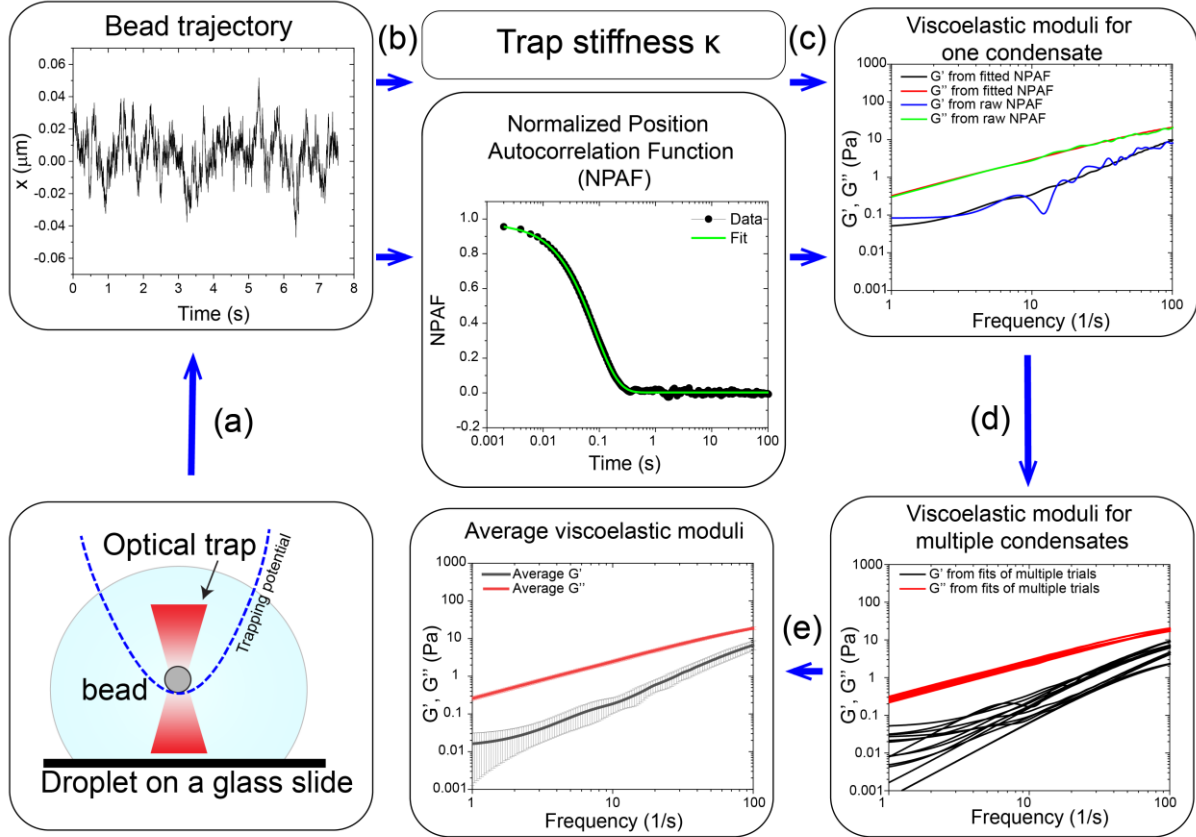 Bead trajectory
0.06
0.04
0.02
0.00
-0.02
-0.04
-0.06
x (μm)
0 1 2 3 4 5 6 7 8
Time (s)
(b)
Trap stiffness κ
Normalized Position
Autocorrelation Function
(NPAF)
Data
Fit
1.0
0.8
0.6
0.4
0.2
0.0
-0.2
NPAF
0.001 0.01 0.1 1 10 100
Time (s)
(c)
Viscoelastic moduli for
one condensate
G' from fitted NPAF
G'' from fitted NPAF
G' from raw NPAF
G'' from raw NPAF
1000
100
10
1
0.1
0.01
0.001
G', G'' (Pa)
1 10 100
Frequency (1/s)
(a)
(d)
Optical trap
Trapping potential
bead
Droplet on a glass slide
Average viscoelastic moduli
Average G'
Average G''
1000
100
10
1
0.1
0.01
0.001
G', G'' (Pa)
1 10 100
Frequency (1/s)
(e)
Viscoelastic moduli for
multiple condensates
G' from fits of multiple trials
G'' from fits of multiple trials
1000
100
10
1
0.1
0.01
0.001
G', G'' (Pa)
1 10 100
Frequency (1/s)